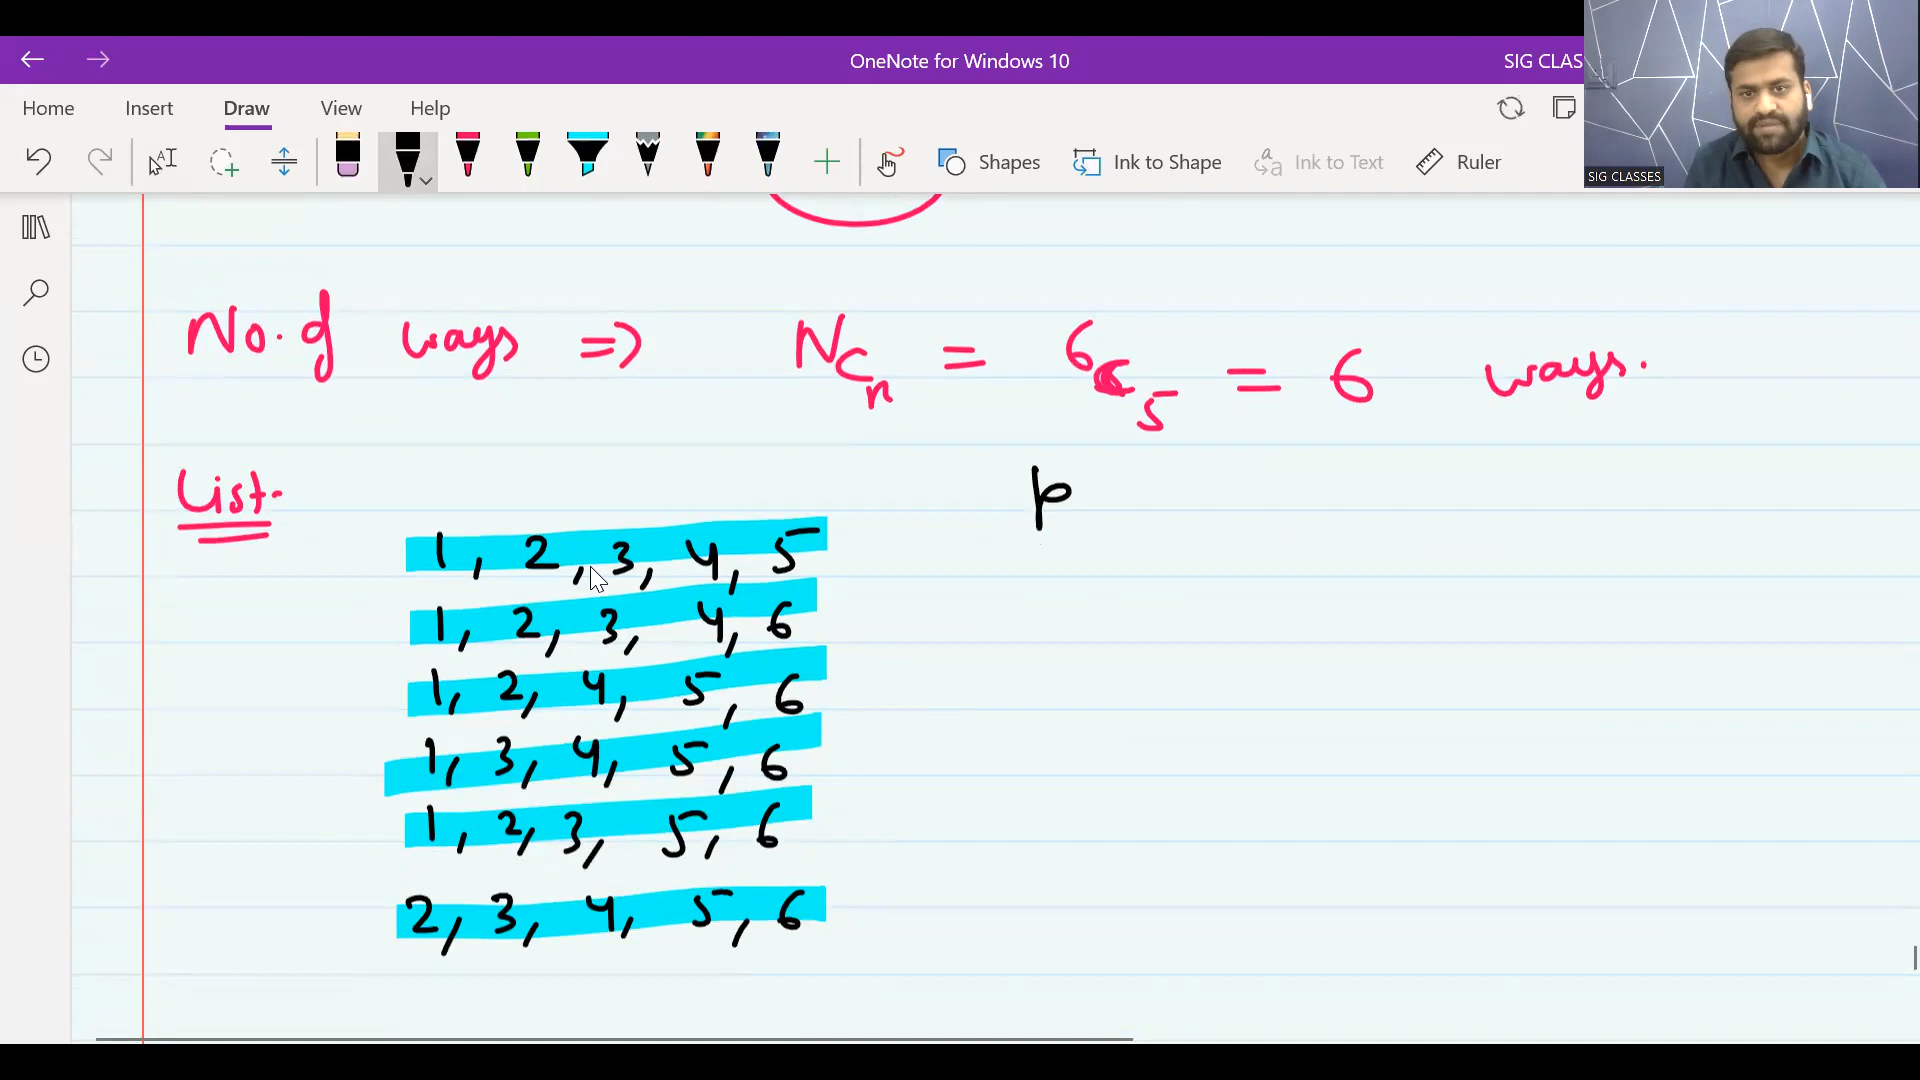 OneNote for Windows 10
SIG CLAS
Home Insert Draw View Help
Shapes Ink to Shape Ink to Text Ruler
SIG CLASSES
No. of ways => N C n = 6 C 5 = 6 ways.
List-
p
1, 2, 3, 4, 5
1, 2, 3, 4, 6
1, 2, 4, 5, 6
1, 3, 4, 5, 6
1, 2, 3, 5, 6
2, 3, 4, 5, 6